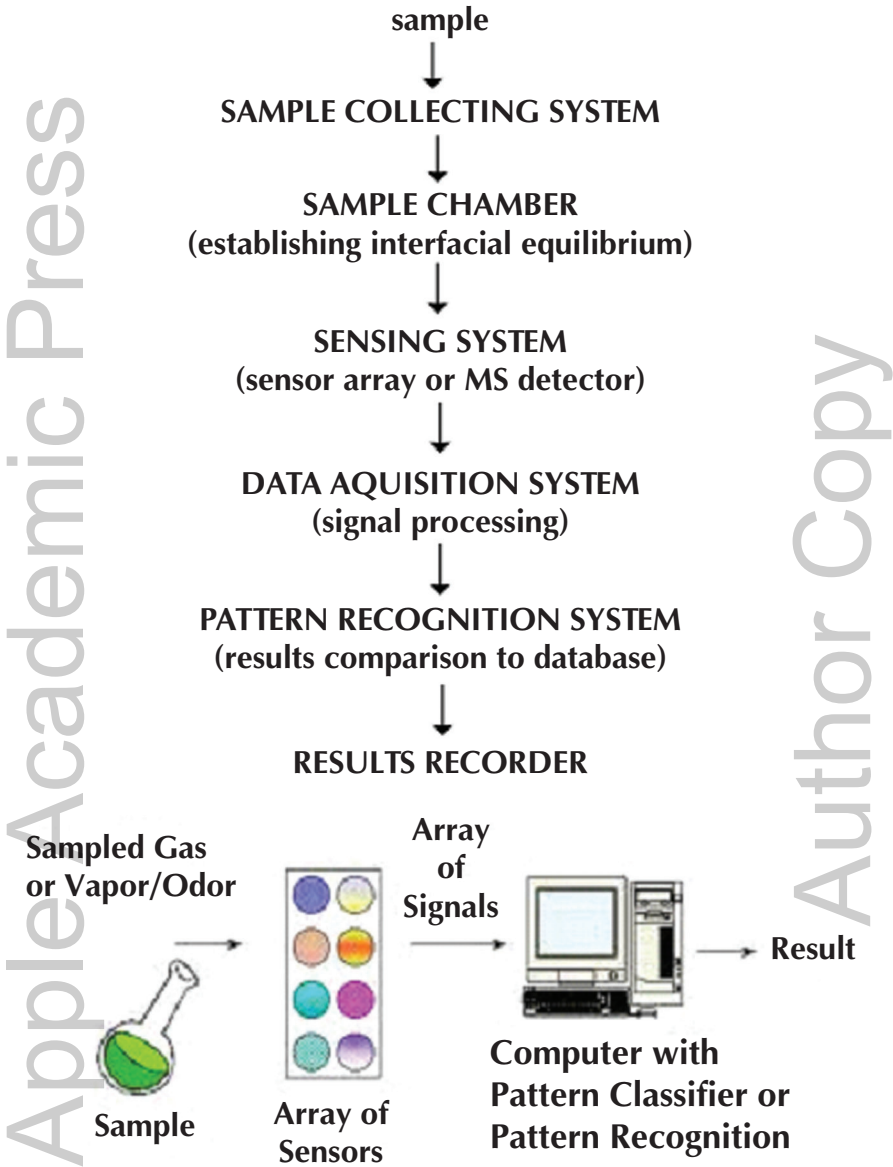 sample
SAMPLE COLLECTING SYSTEM
SAMPLE CHAMBER
(establishing interfacial equilibrium)
SENSING SYSTEM
(sensor array or MS detector)
DATA AQUISITION SYSTEM
(signal processing)
PATTERN RECOGNITION SYSTEM
(results comparison to database)
RESULTS RECORDER
Sampled Gas
or Vapor/Odor
Array
of
Signals
Result
Sample
Array of
Sensors
Computer with
Pattern Classifier or
Pattern Recognition
Apple Academic Press
Author Copy